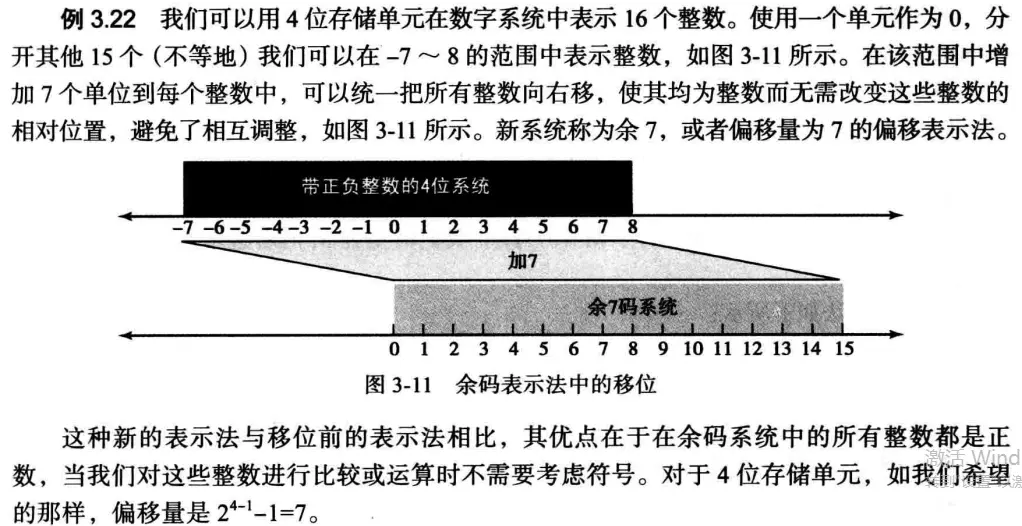 例 3.22 我们可以用 4 位存储单元在数字系统中表示 16 个整数。使用一个单元作为 0，分
开其他 15 个（不等地）我们可以在 –7 ～ 8 的范围中表示整数，如图 3-11 所示。在该范围中增
加 7 个单位到每个整数中，可以统一把所有整数向右移，使其均为整数而无需改变这些整数的
相对位置，避免了相互调整，如图 3-11 所示。新系统称为余 7，或者偏移量为 7 的偏移表示法。
带正负整数的4位系统
–7 –6 –5 –4 –3 –2 –1 0 1 2 3 4 5 6 7 8
加7
余7码系统
0 1 2 3 4 5 6 7 8 9 10 11 12 13 14 15
图 3-11 余码表示法中的移位
这种新的表示法与移位前的表示法相比，其优点在于在余码系统中的所有整数都是正
数，当我们对这些整数进行比较或运算时不需要考虑符号。对于 4 位存储单元，如我们希望
的那样，偏移量是 2⁴⁻¹–1=7。
激活 Wind